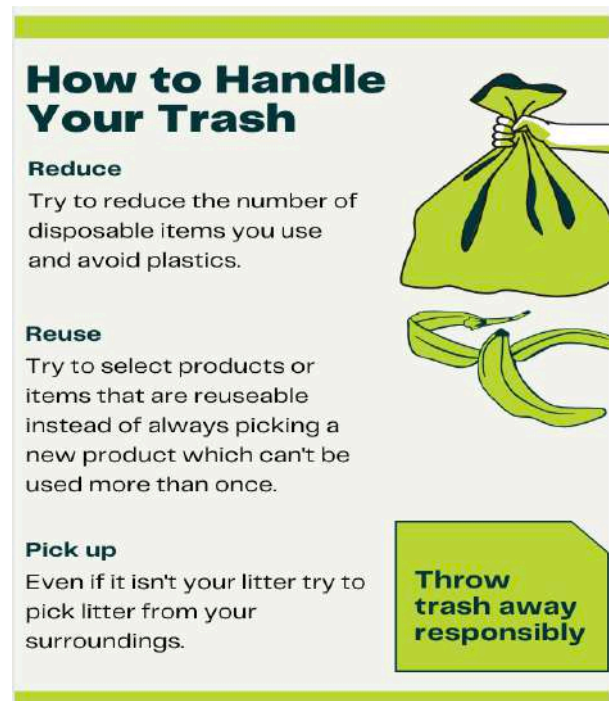 How to Handle
Your Trash
Reduce
Try to reduce the number of
disposable items you use
and avoid plastics.
Reuse
Try to select products or
items that are reuseable
instead of always picking a
new product which can't be
used more than once.
Pick up
Even if it isn't your litter try to
pick litter from your
surroundings.
Throw
trash away
responsibly